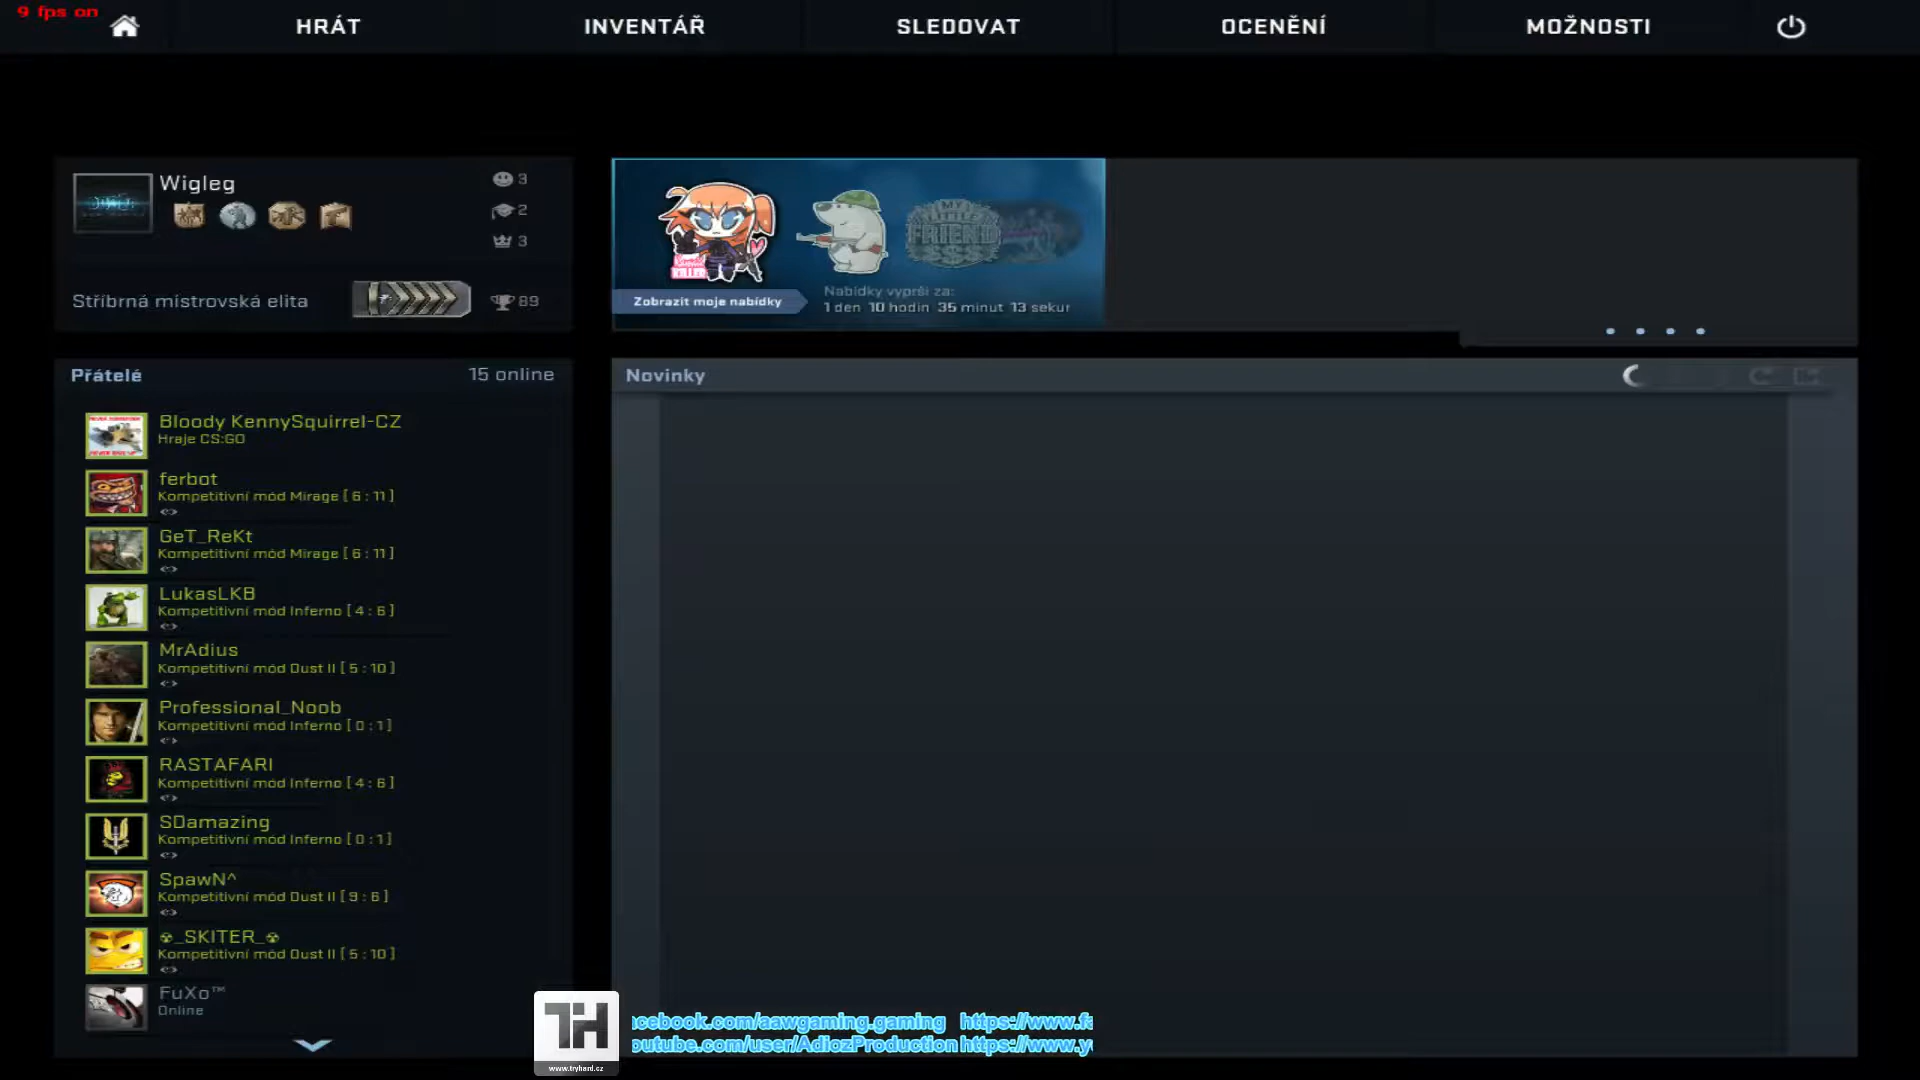 9 fps on
HRÁT
INVENTÁŘ
SLEDOVAT
OCENĚNÍ
MOŽNOSTI
Wigleg
3
2
3
Stříbrná mistrovská elita
89
KILLER
MY
LITTLE
FRIEND
$$$
Zobrazit moje nabídky
Nabídky vyprší za:
1 den 10 hodin 35 minut 13 sekur
Přátelé
15 online
Novinky
Bloody KennySquirrel-CZ
Hraje CS:GO
ferbot
Kompetitivní mód Mirage [ 6 : 11 ]
GeT_ReKt
Kompetitivní mód Mirage [ 6 : 11 ]
LukasLKB
Kompetitivní mód Inferno [ 4 : 6 ]
MrAdius
Kompetitivní mód Dust II [ 5 : 10 ]
Professional_Noob
Kompetitivní mód Inferno [ 0 : 1 ]
RASTAFARI
Kompetitivní mód Inferno [ 4 : 6 ]
SDamazing
Kompetitivní mód Inferno [ 0 : 1 ]
SpawN^
Kompetitivní mód Dust II [ 9 : 6 ]
☢_SKITER_☢
Kompetitivní mód Dust II [ 5 : 10 ]
FuXo™
Online
TH
www.tryhard.cz
cebook.com/aawgaming.gaming https://www.fa
outube.com/user/AdiozProduction https://www.y